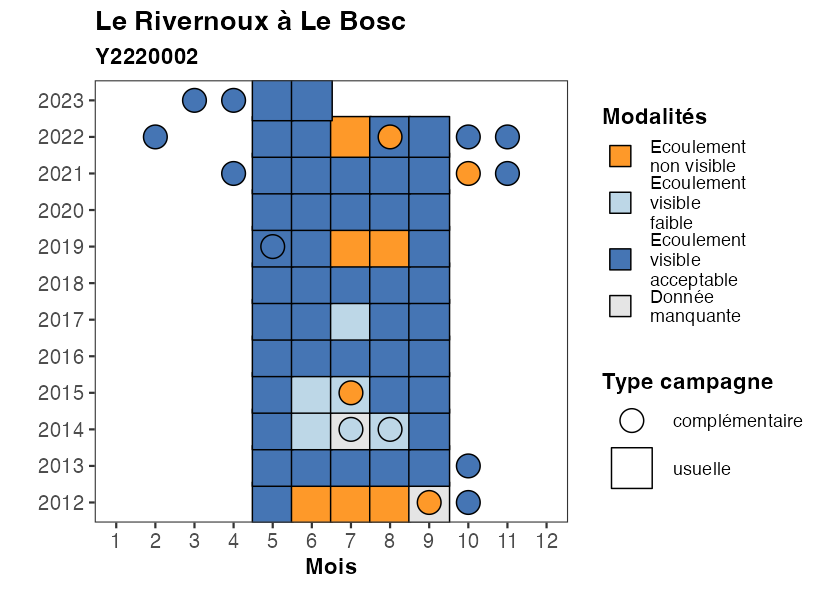 Le Rivernoux à Le Bosc
Y2220002
2023
2022
2021
2020
2019
2018
2017
2016
2015
2014
2013
2012
1 2 3 4 5 6 7 8 9 10 11 12
Mois
Modalités
Ecoulement
non visible
Ecoulement
visible
faible
Ecoulement
visible
acceptable
Donnée
manquante
Type campagne
complémentaire
usuelle